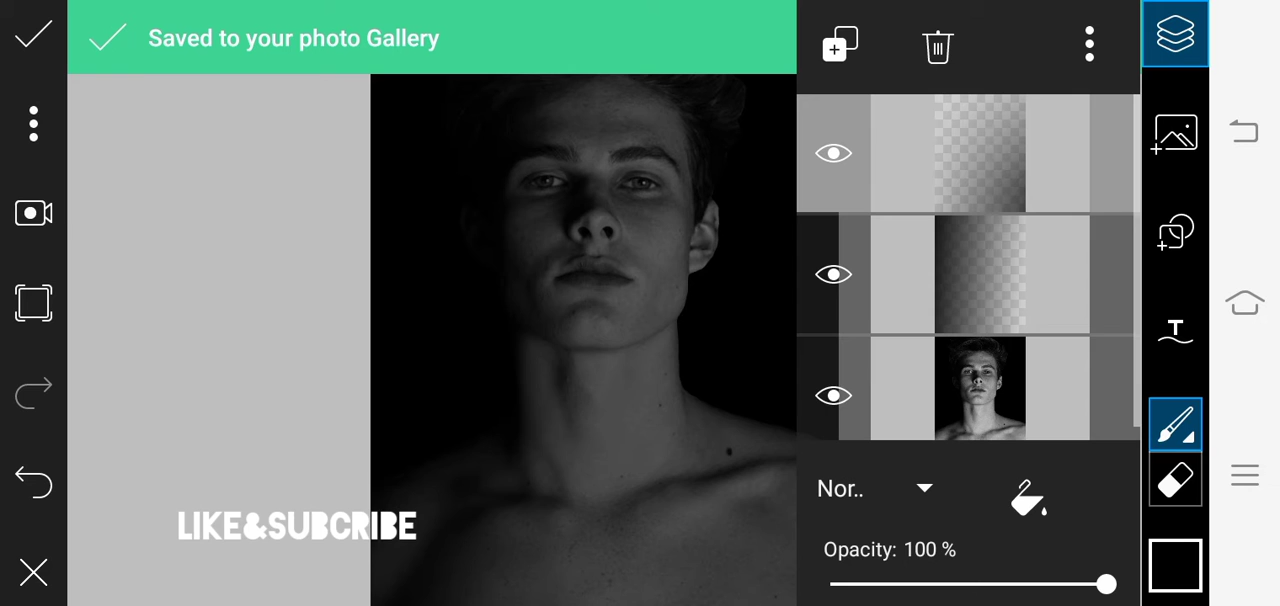 Saved to your photo Gallery
LIKE&SUBCRIBE
T
Nor..
Opacity: 100 %